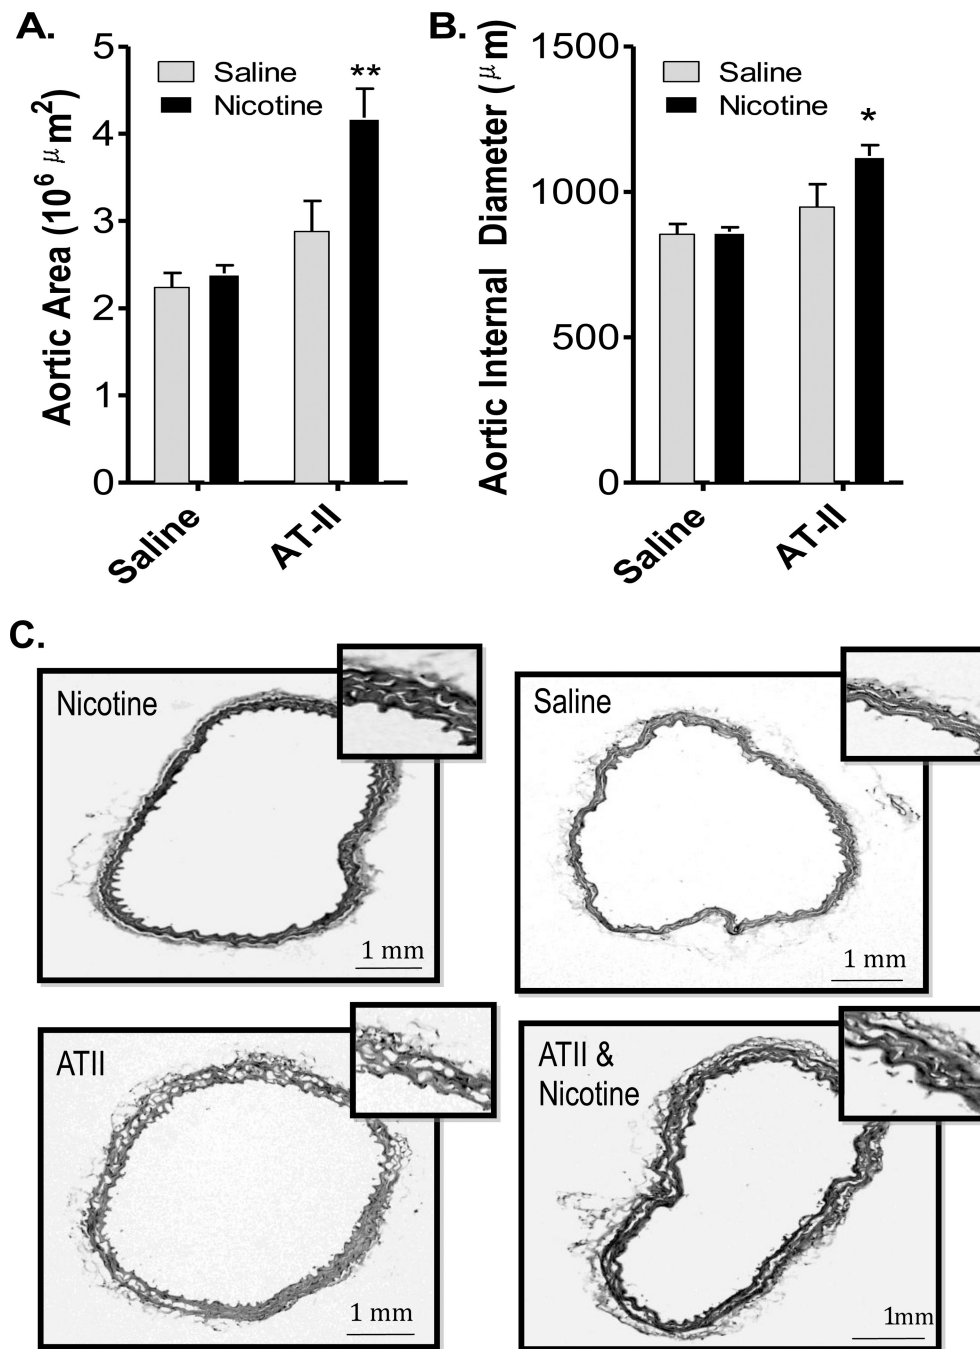 A.
Aortic Area (10⁶ μm²)
5
4
3
2
1
0
Saline
Nicotine
**
Saline
AT-II
B.
Aortic Internal Diameter (μm)
1500
1000
500
0
Saline
Nicotine
*
Saline
AT-II
C.
Nicotine
1 mm
Saline
1 mm
ATII
1 mm
ATII &
Nicotine
1mm